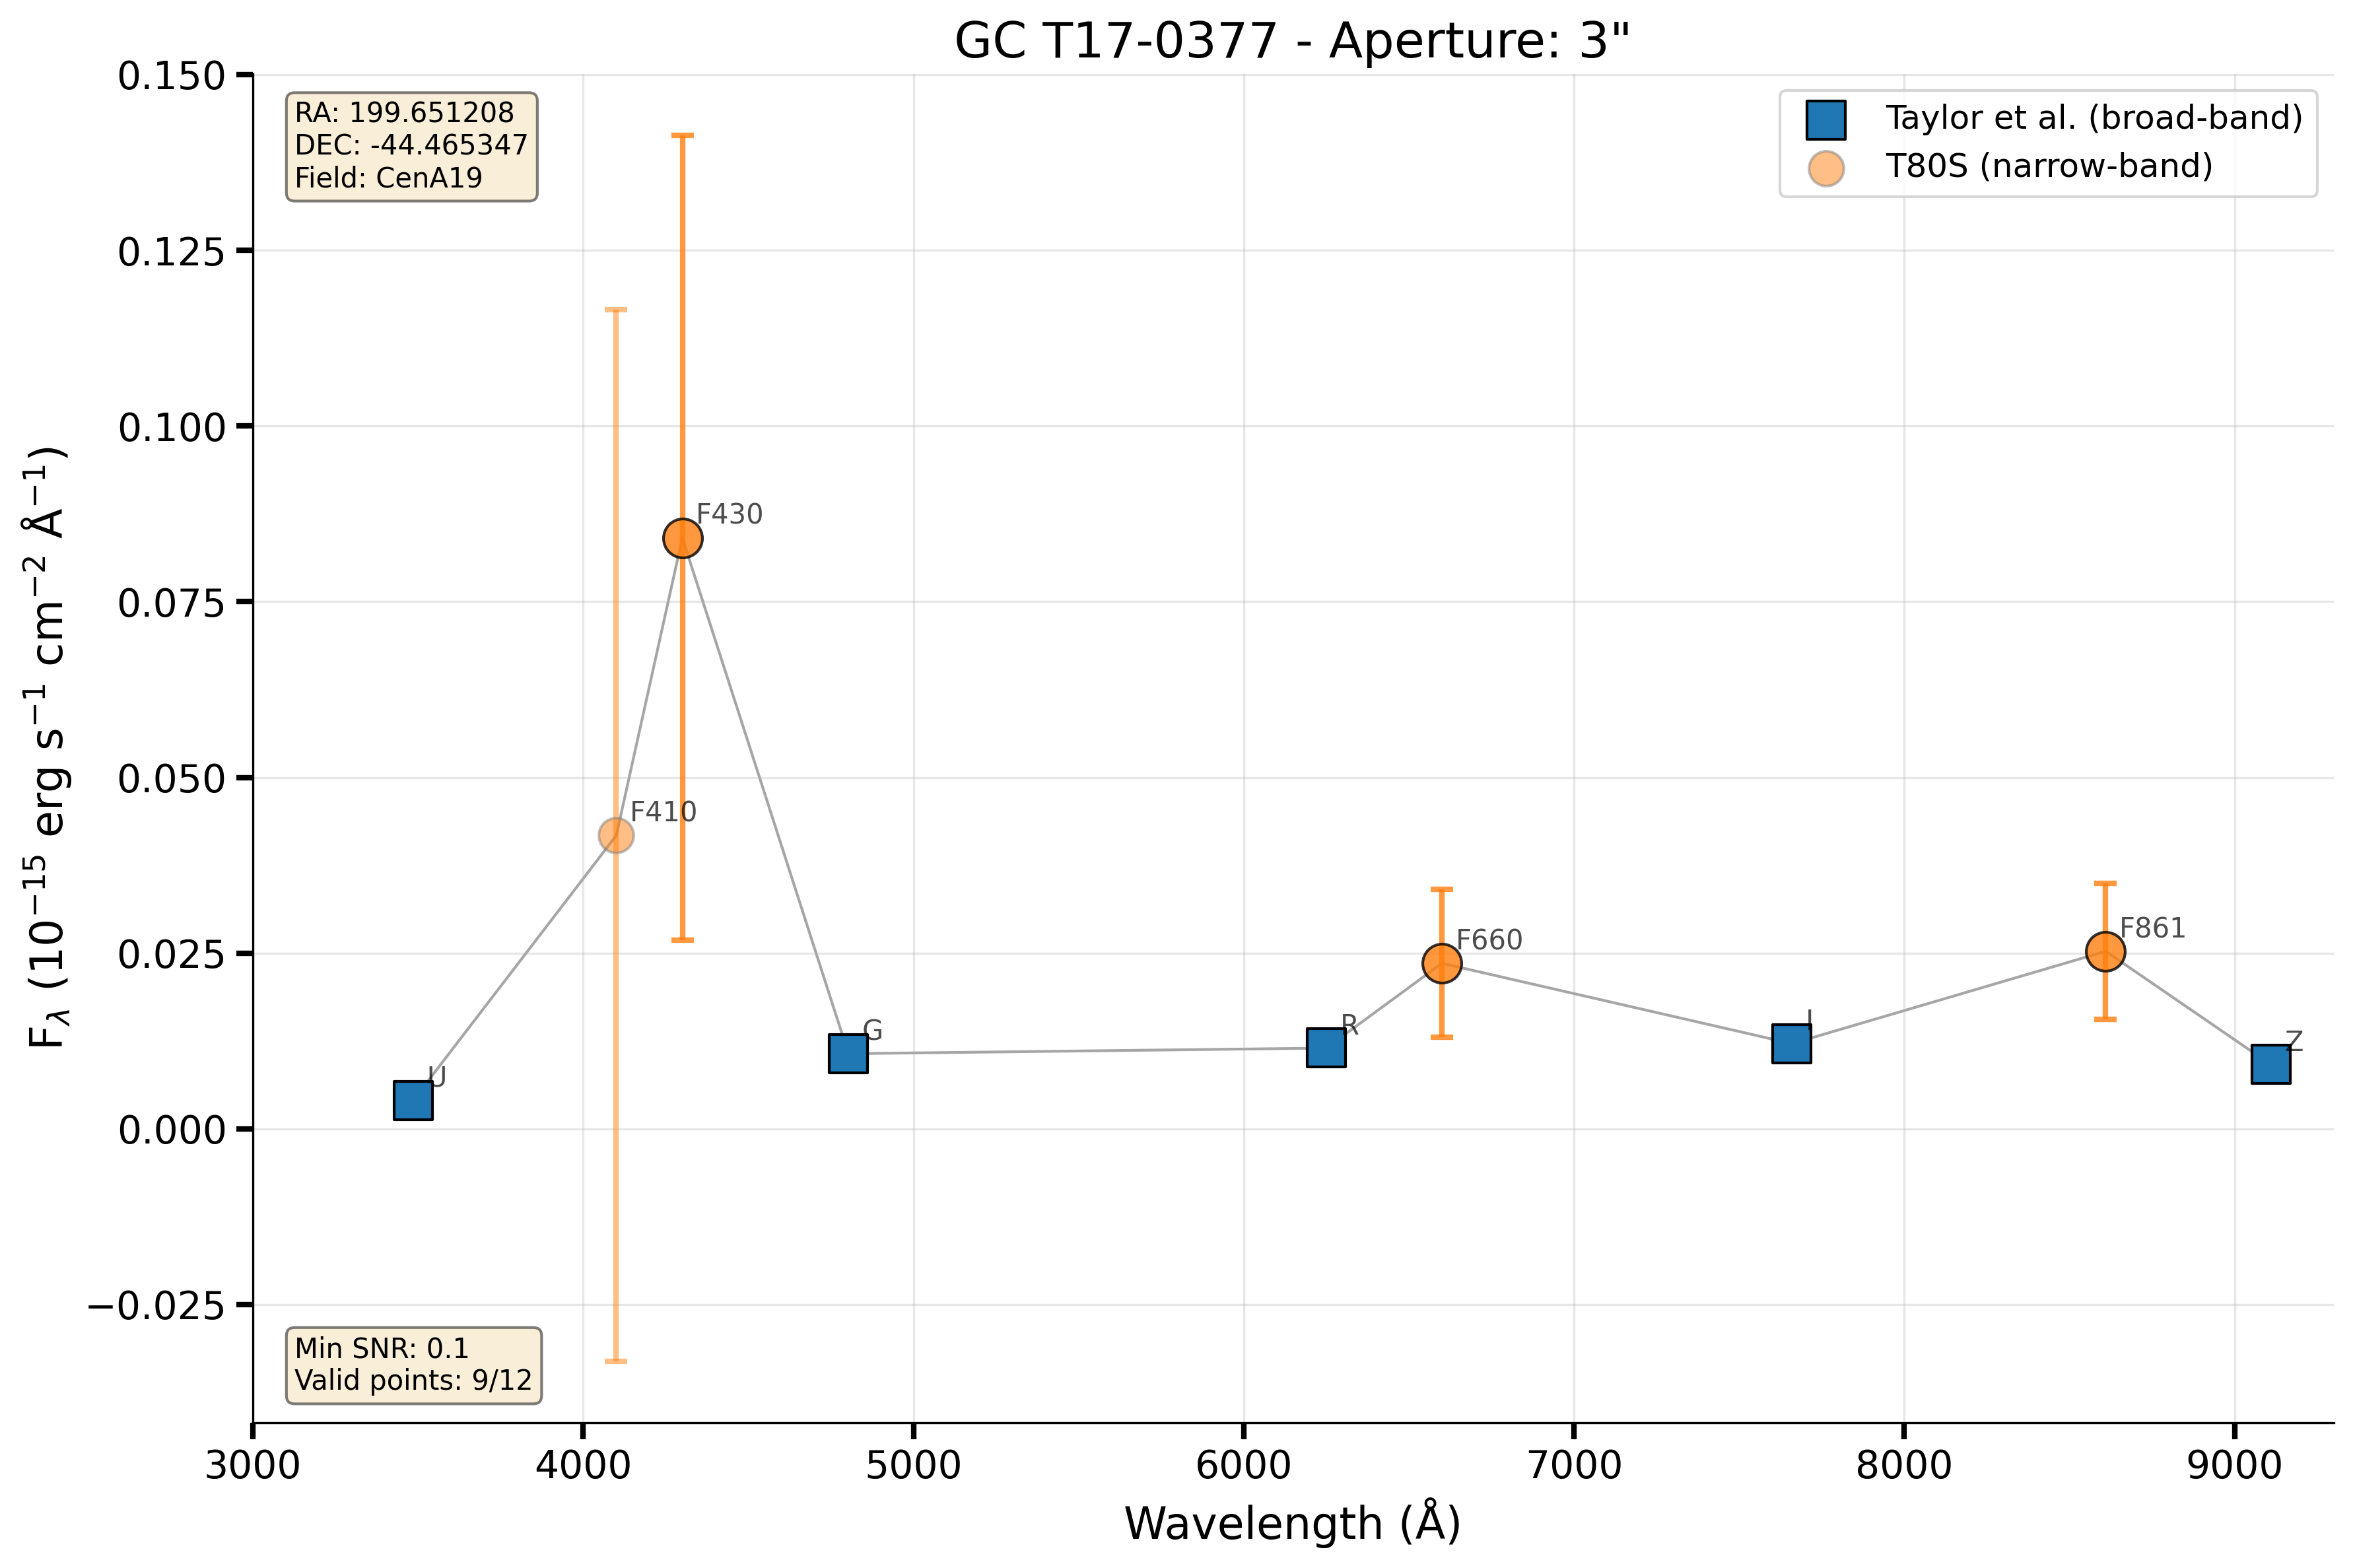 GC T17-0377 - Aperture: 3"
RA: 199.651208
DEC: -44.465347
Field: CenA19
Taylor et al. (broad-band)
T80S (narrow-band)
0.150
0.125
0.100
0.075
0.050
0.025
0.000
−0.025
F_λ (10⁻¹⁵ erg s⁻¹ cm⁻² Å⁻¹)
U
F410
F430
G
R
F660
I
F861
Z
Min SNR: 0.1
Valid points: 9/12
3000 4000 5000 6000 7000 8000 9000
Wavelength (Å)